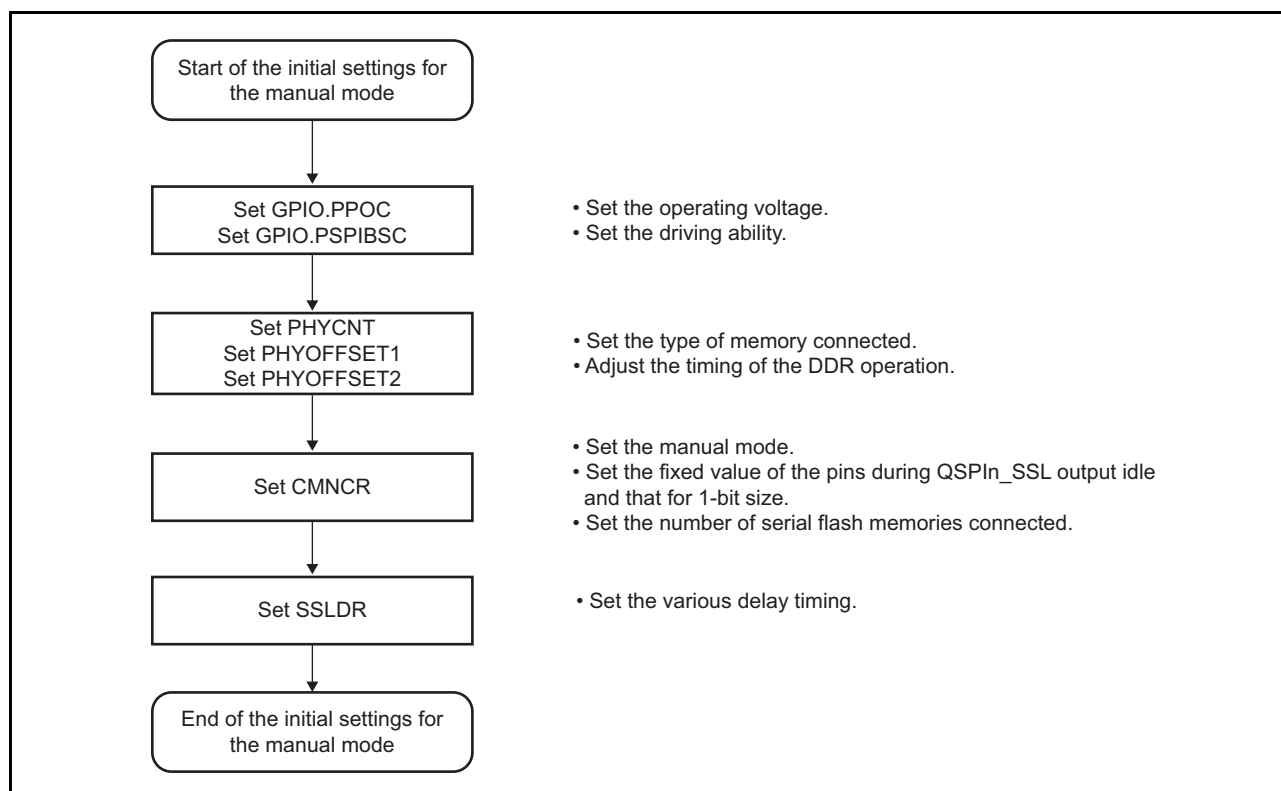 Start of the initial settings for
the manual mode
Set GPIO.PPOC
Set GPIO.PSPIBSC
• Set the operating voltage.
• Set the driving ability.
Set PHYCNT
Set PHYOFFSET1
Set PHYOFFSET2
• Set the type of memory connected.
• Adjust the timing of the DDR operation.
Set CMNCR
• Set the manual mode.
• Set the fixed value of the pins during QSPIn_SSL output idle
and that for 1-bit size.
• Set the number of serial flash memories connected.
Set SSLDR
• Set the various delay timing.
End of the initial settings for
the manual mode